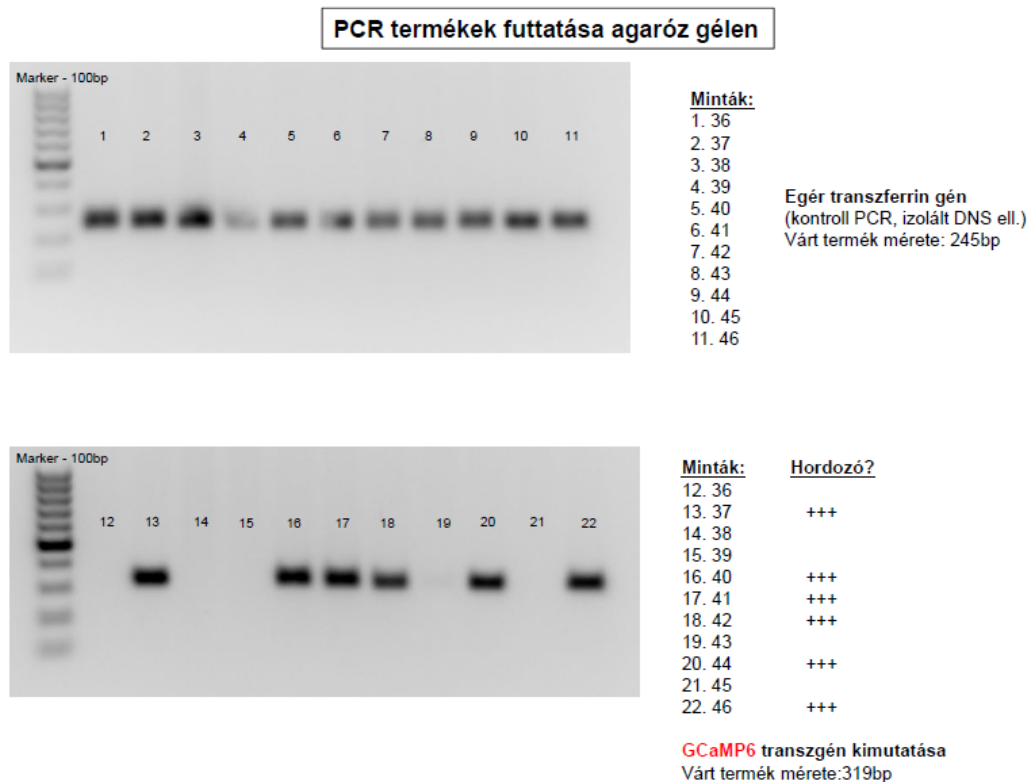 PCR termékek futtatása agaróz gélen
Marker - 100bp
1 2 3 4 5 6 7 8 9 10 11
Minták:
1. 36
2. 37
3. 38
4. 39
5. 40
6. 41
7. 42
8. 43
9. 44
10. 45
11. 46
Egér transzferrin gén
(kontroll PCR, izolált DNS ell.)
Várt termék mérete: 245bp
Marker - 100bp
12 13 14 15 16 17 18 19 20 21 22
Minták: Hordozó?
12. 36
13. 37 +++
14. 38
15. 39
16. 40 +++
17. 41 +++
18. 42 +++
19. 43
20. 44 +++
21. 45
22. 46 +++
GCaMP6 transzgén kimutatása
Várt termék mérete:319bp